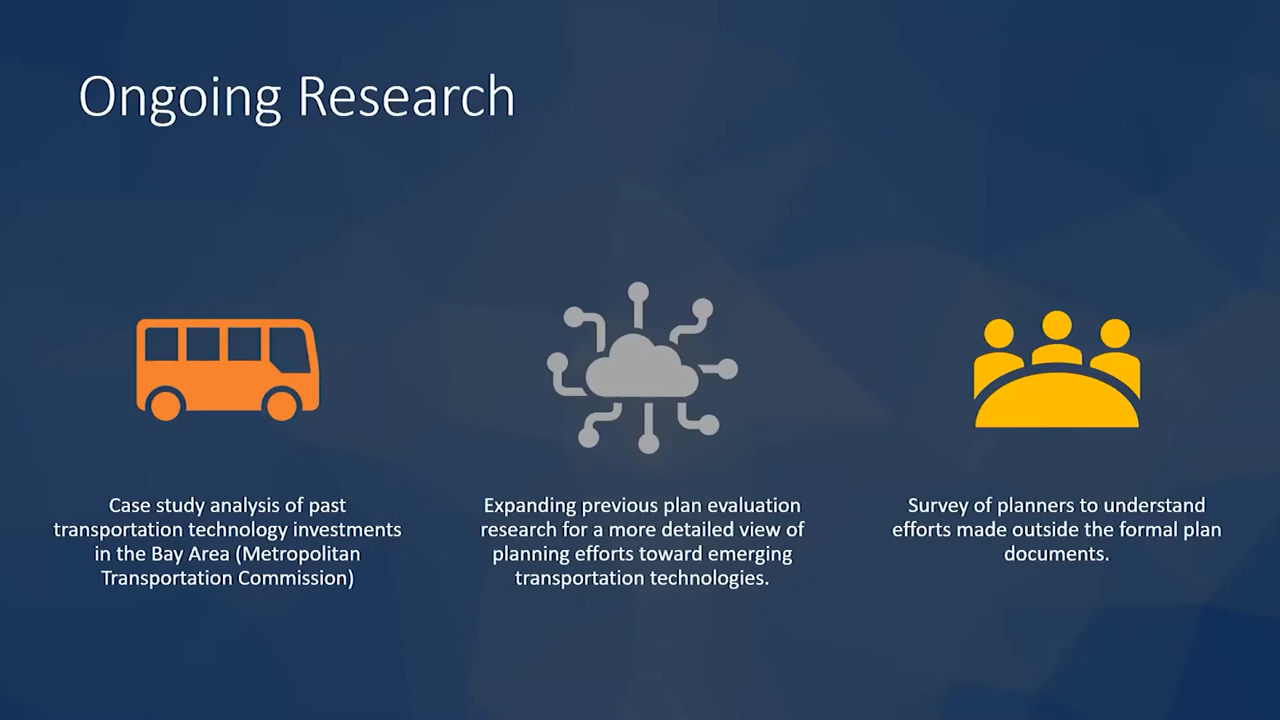 Ongoing Research
Case study analysis of past
transportation technology investments
in the Bay Area (Metropolitan
Transportation Commission)
Expanding previous plan evaluation
research for a more detailed view of
planning efforts toward emerging
transportation technologies.
Survey of planners to understand
efforts made outside the formal plan
documents.